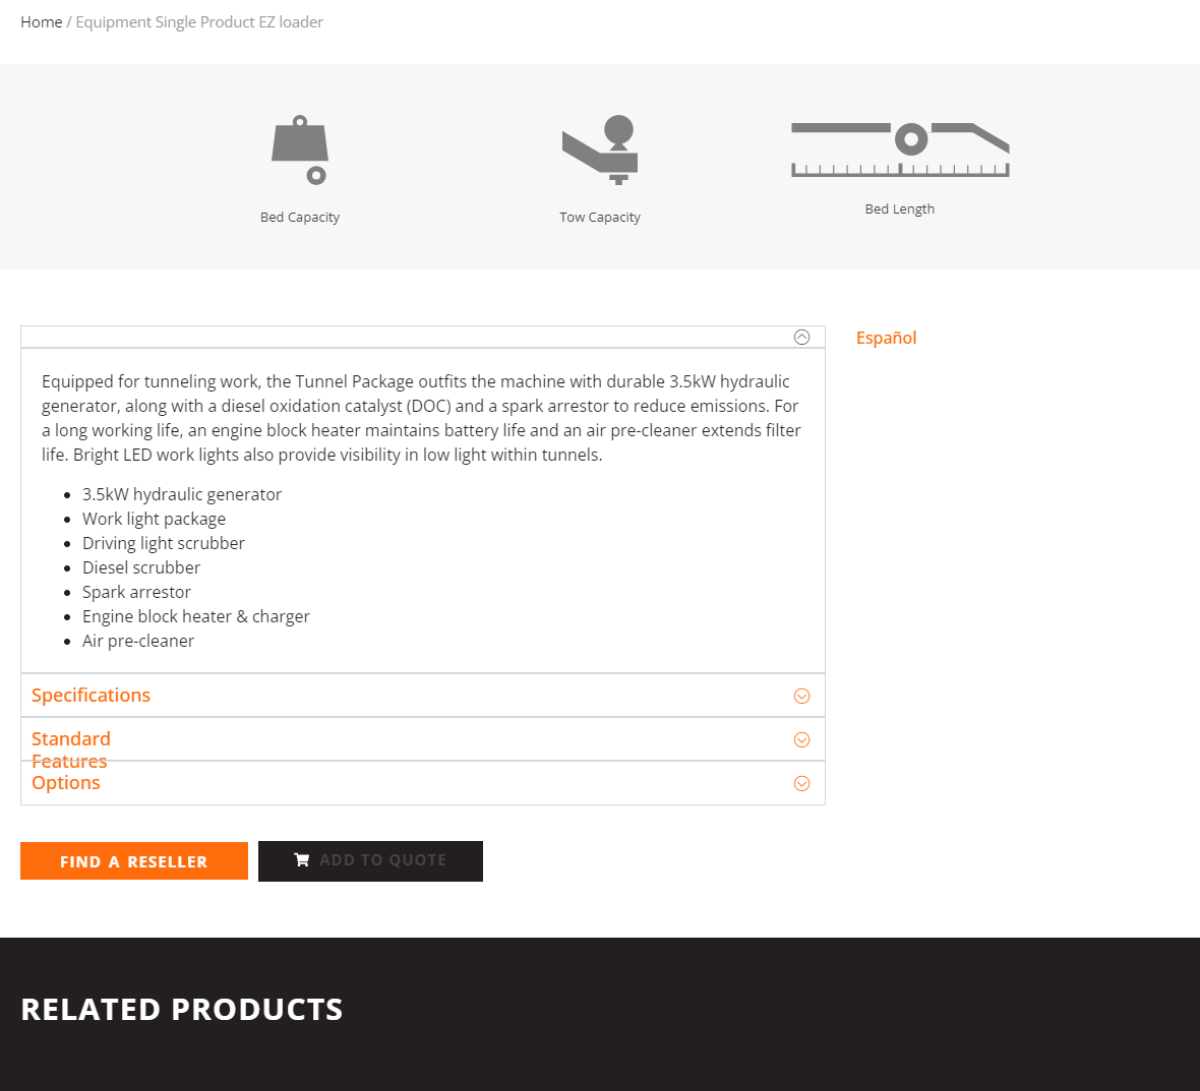 Home / Equipment Single Product EZ loader
Bed Capacity
Tow Capacity
Bed Length
Español
Equipped for tunneling work, the Tunnel Package outfits the machine with durable 3.5kW hydraulic
generator, along with a diesel oxidation catalyst (DOC) and a spark arrestor to reduce emissions. For
a long working life, an engine block heater maintains battery life and an air pre-cleaner extends filter
life. Bright LED work lights also provide visibility in low light within tunnels.
• 3.5kW hydraulic generator
• Work light package
• Driving light scrubber
• Diesel scrubber
• Spark arrestor
• Engine block heater & charger
• Air pre-cleaner
Specifications
Standard
Features
Options
FIND A RESELLER
ADD TO QUOTE
RELATED PRODUCTS